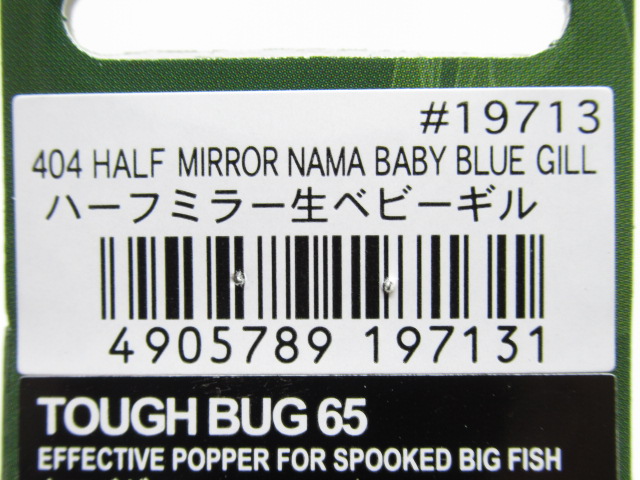 #19713
404 HALF MIRROR NAMA BABY BLUE GILL
ハーフミラー生ベビーギル
4905789 197131
TOUGH BUG 65
EFFECTIVE POPPER FOR SPOOKED BIG FISH